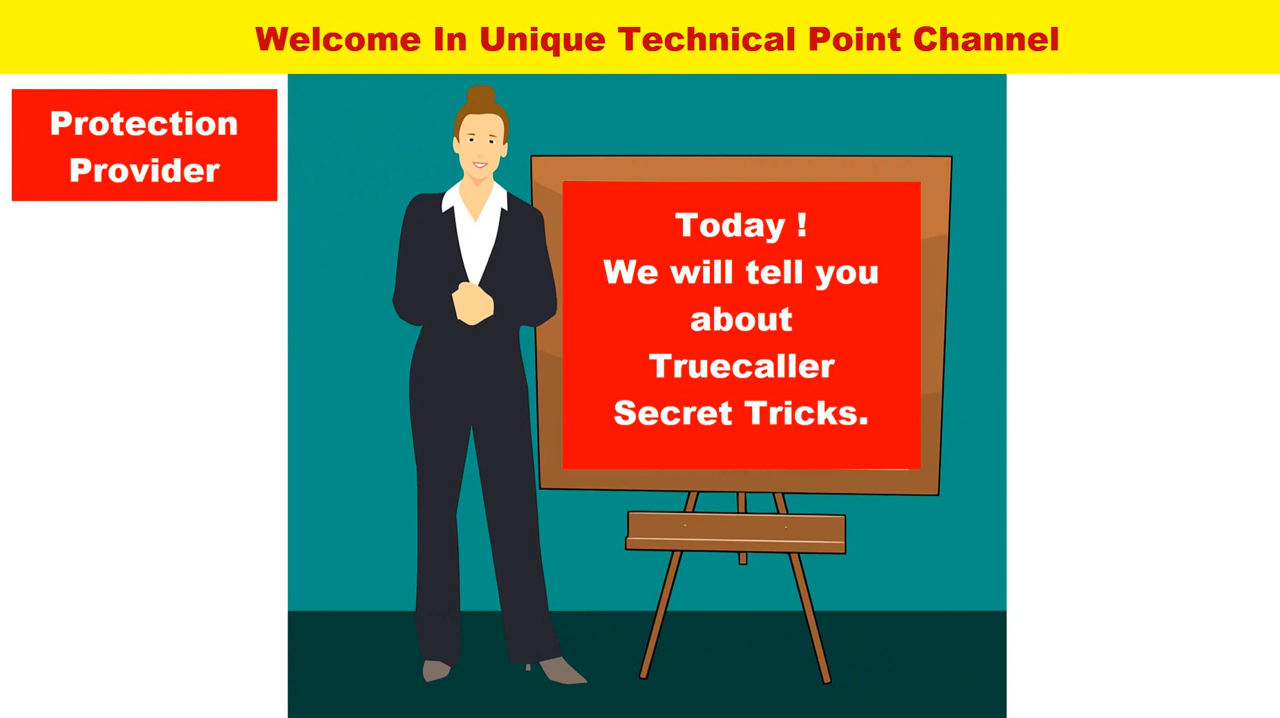 Welcome In Unique Technical Point Channel
Protection
Provider
Today !
We will tell you
about
Truecaller
Secret Tricks.